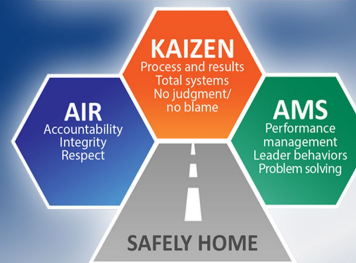 KAIZEN
Process and results
Total systems
No judgment/
no blame
AIR
Accountability
Integrity
Respect
AMS
Performance
management
Leader behaviors
Problem solving
SAFELY HOME